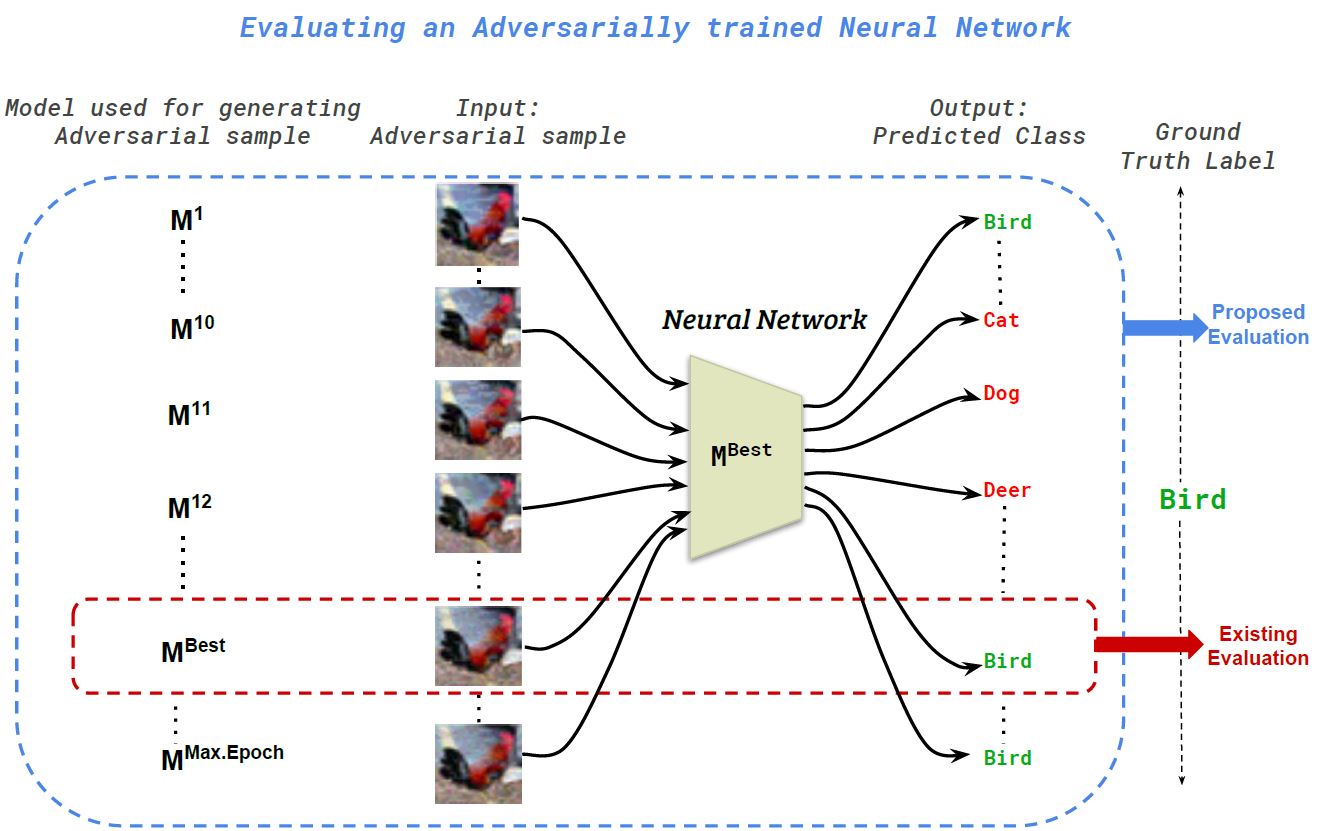 Evaluating an Adversarially trained Neural Network
Model used for generating
Adversarial sample
Input:
Adversarial sample
Output:
Predicted Class
Ground
Truth Label
M^1
Bird
M^10
Neural Network
Cat
Proposed
Evaluation
M^11
Dog
M^Best
M^12
Deer
Bird
M^Best
Bird
Existing
Evaluation
M^Max.Epoch
Bird